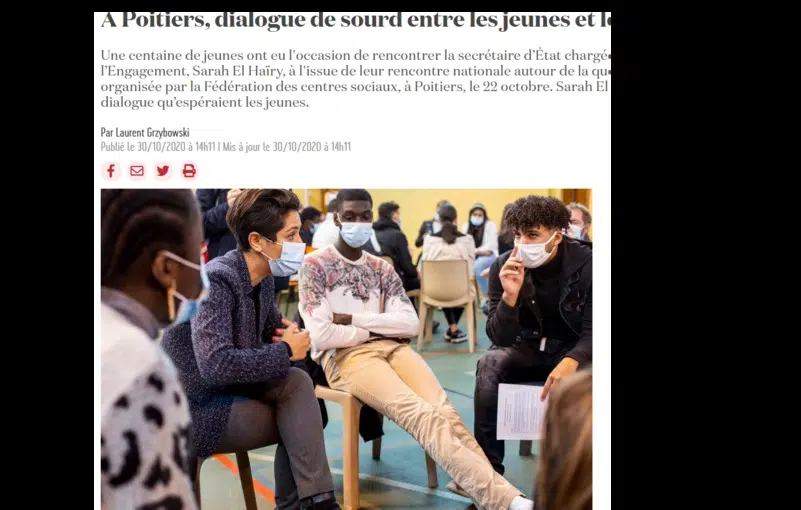 À Poitiers, dialogue de sourd entre les jeunes et
Une centaine de jeunes ont eu l'occasion de rencontrer la secrétaire d'État
l'Engagement, Sarah El Haïry, à l'issue de leur rencontre nationale autour de la
organisée par la Fédération des centres sociaux, à Poitiers, le 22 octobre. Sarah El
dialogue qu'espéraient les jeunes.
Par Laurent Grzybowski
Publié le 30/10/2020 à 14h11 I Mis à jour le 30/10/2020 à 14h11